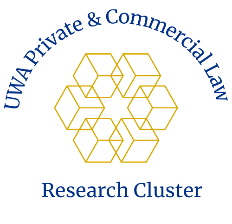 UWA Private & Commercial Law
Research Cluster